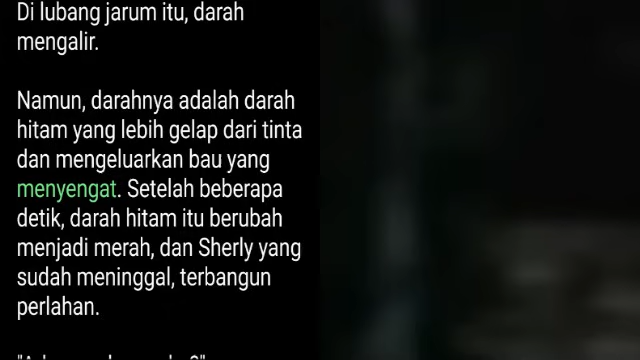 Di lubang jarum itu, darah
mengalir.
Namun, darahnya adalah darah
hitam yang lebih gelap dari tinta
dan mengeluarkan bau yang
menyengat. Setelah beberapa
detik, darah hitam itu berubah
menjadi merah, dan Sherly yang
sudah meninggal, terbangun
perlahan.